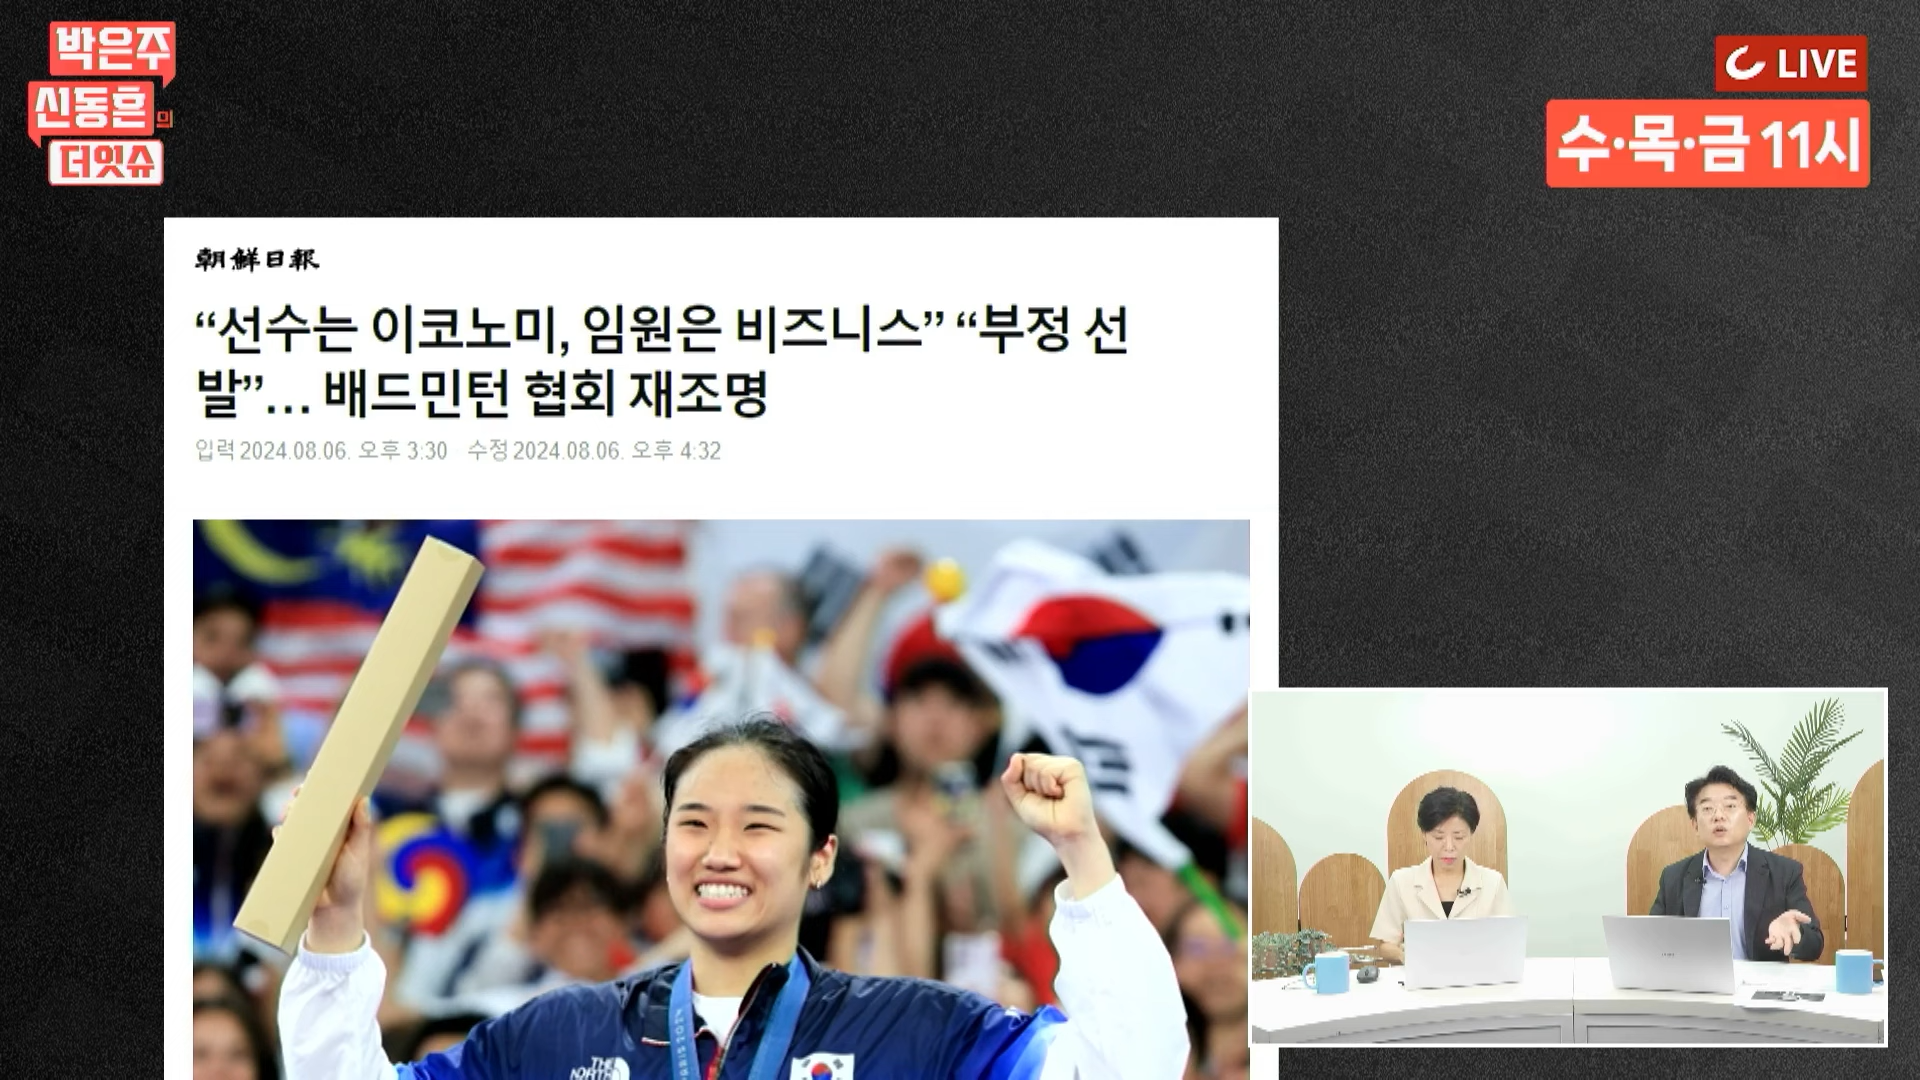 박은주
신동흔의
더잇슈
LIVE
수·목·금 11시
朝鮮日報
“선수는 이코노미, 임원은 비즈니스” “부정 선
발”… 배드민턴 협회 재조명
입력 2024.08.06. 오후 3:30 수정 2024.08.06. 오후 4:32
THE
NORTH